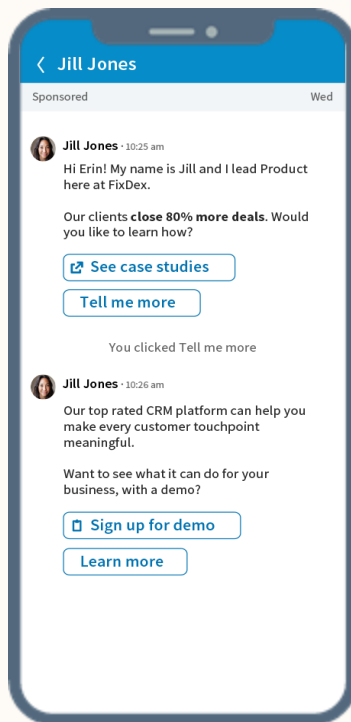 Jill Jones
Sponsored Wed
Jill Jones · 10:25 am
Hi Erin! My name is Jill and I lead Product
here at FixDex.
Our clients close 80% more deals. Would
you like to learn how?
See case studies
Tell me more
You clicked Tell me more
Jill Jones · 10:26 am
Our top rated CRM platform can help you
make every customer touchpoint
meaningful.
Want to see what it can do for your
business, with a demo?
Sign up for demo
Learn more